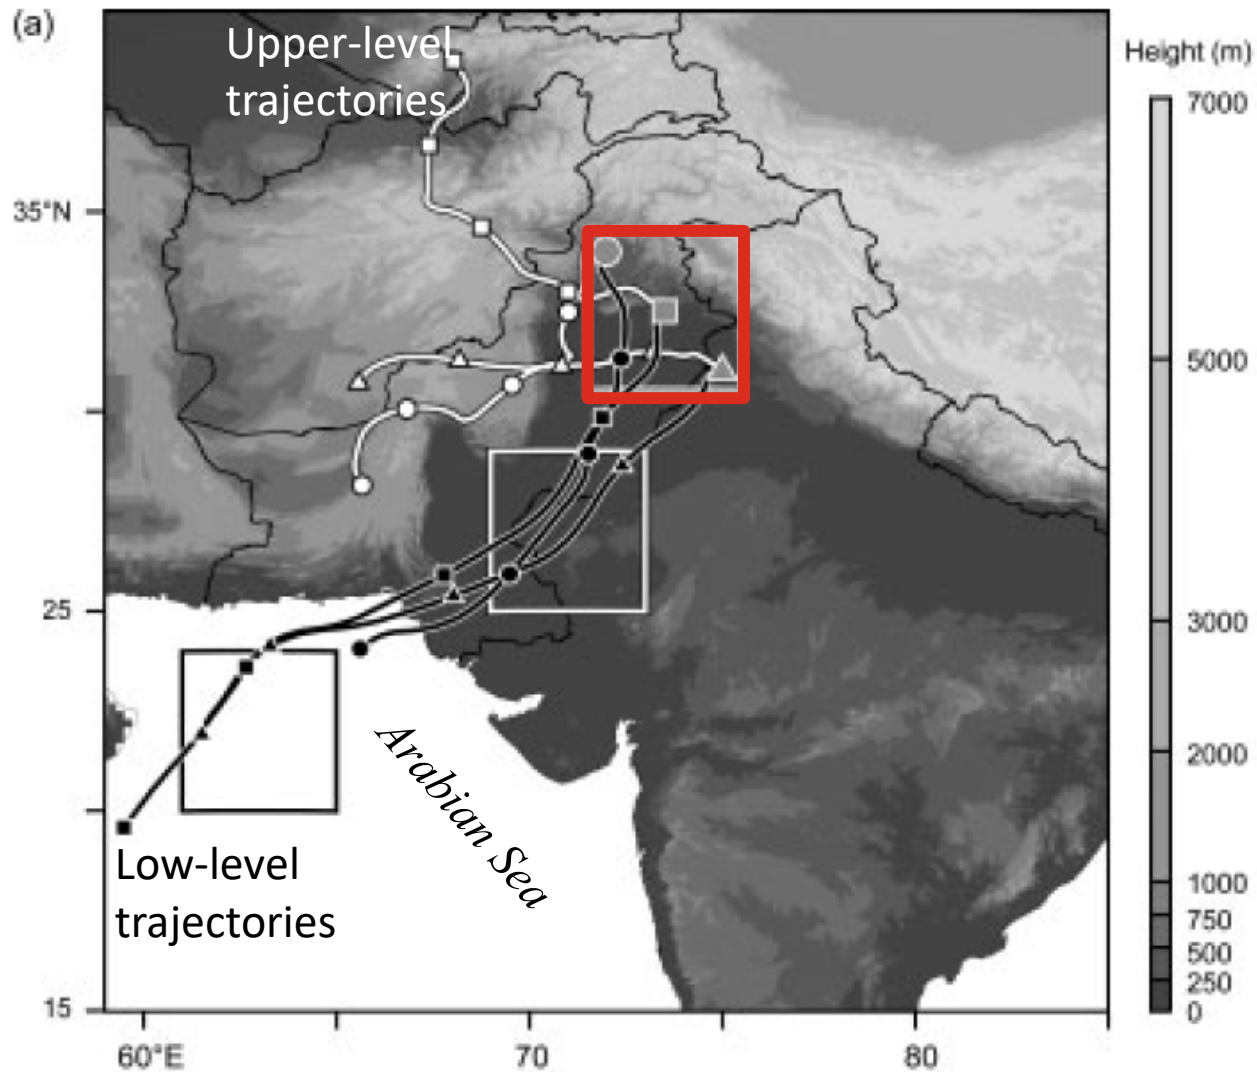 (a)
Upper-level
trajectories
Height (m)
7000
35°N
5000
25
3000
2000
Arabian Sea
Low-level
trajectories
1000
750
500
250
0
15
60°E
70
80